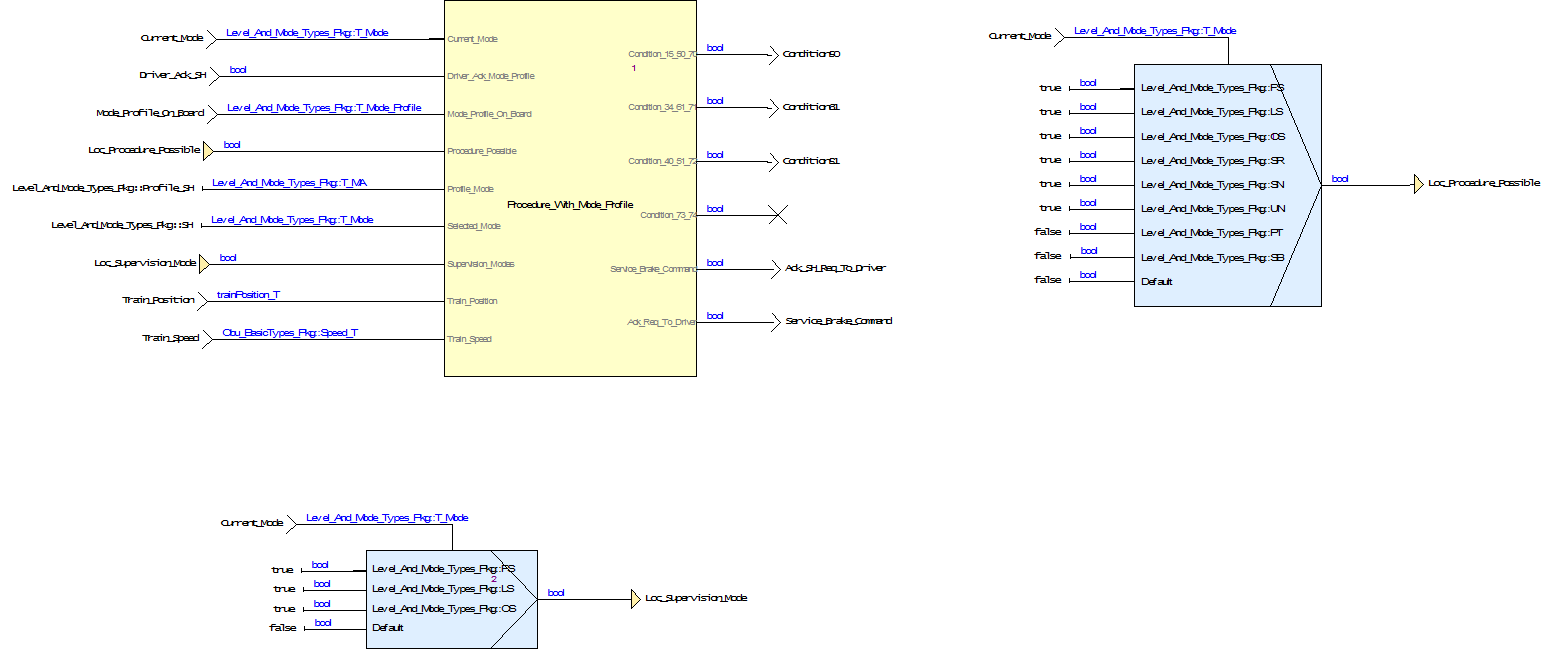 Current_Mode
Level_And_Mode_Types_Pkg::T_Mode
Current_Mode
Driver_Ack_SH
bool
Driver_Ack_Mode_Profile
Mode_Profile_On_Board
Level_And_Mode_Types_Pkg::T_Mode_Profile
Mode_Profile_On_Board
Loc_Procedure_Possible
bool
Procedure_Possible
Level_And_Mode_Types_Pkg::Profile_SH
Level_And_Mode_Types_Pkg::T_MA
Profile_Mode
Level_And_Mode_Types_Pkg::SH
Level_And_Mode_Types_Pkg::T_Mode
Selected_Mode
Loc_Supervision_Mode
bool
Supervision_Modes
Train_Position
trainPosition_T
Train_Position
Train_Speed
Obu_BasicTypes_Pkg::Speed_T
Train_Speed
1
Procedure_With_Mode_Profile
Condition_15_50_70
bool
Condition50
Condition_34_61_71
bool
Condition61
Condition_40_51_72
bool
Condition51
Condition_73_74
bool
Service_Brake_Command
bool
Ack_SH_Req_To_Driver
Ack_Req_To_Driver
bool
Service_Brake_Command
Current_Mode
Level_And_Mode_Types_Pkg::T_Mode
true
bool
Level_And_Mode_Types_Pkg::FS
true
bool
Level_And_Mode_Types_Pkg::LS
true
bool
Level_And_Mode_Types_Pkg::OS
true
bool
Level_And_Mode_Types_Pkg::SR
true
bool
Level_And_Mode_Types_Pkg::SN
true
bool
Level_And_Mode_Types_Pkg::UN
false
bool
Level_And_Mode_Types_Pkg::PT
false
bool
Level_And_Mode_Types_Pkg::SB
false
bool
Default
bool
Loc_Procedure_Possible
Current_Mode
Level_And_Mode_Types_Pkg::T_Mode
true
bool
Level_And_Mode_Types_Pkg::FS
2
true
bool
Level_And_Mode_Types_Pkg::LS
true
bool
Level_And_Mode_Types_Pkg::OS
false
bool
Default
bool
Loc_Supervision_Mode